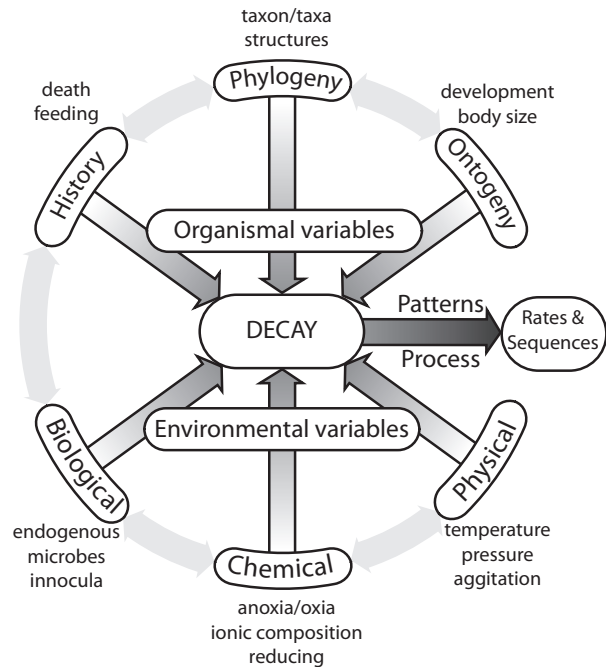 taxon/taxa
structures
Phylogeny
death
feeding
History
development
body size
Ontogeny
Organismal variables
DECAY
Patterns
Process
Rates &
Sequences
Environmental variables
Biological
endogenous
microbes
innocula
Chemical
anoxia/oxia
ionic composition
reducing
Physical
temperature
pressure
aggitation